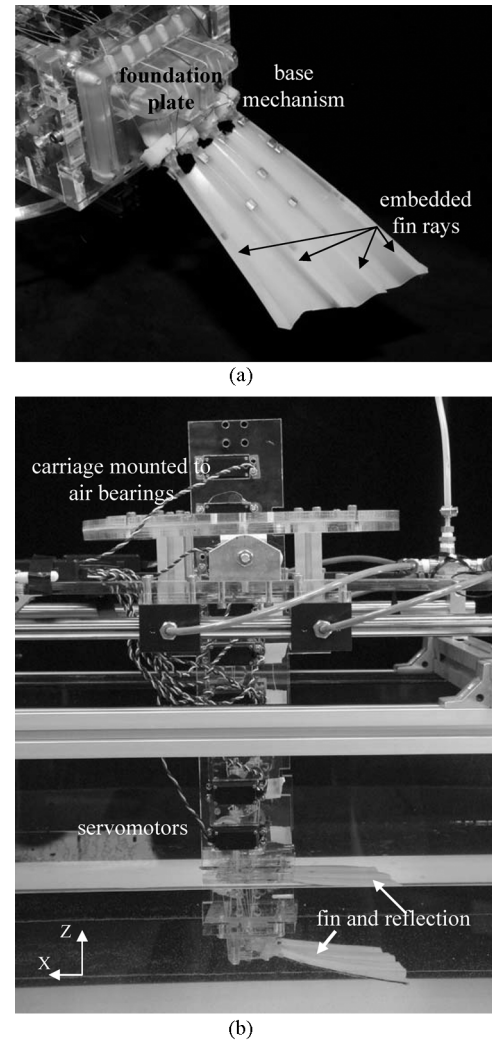 foundation
plate
base
mechanism
embedded
fin rays
(a)
carriage mounted to
air bearings
servomotors
fin and reflection
Z
X
(b)